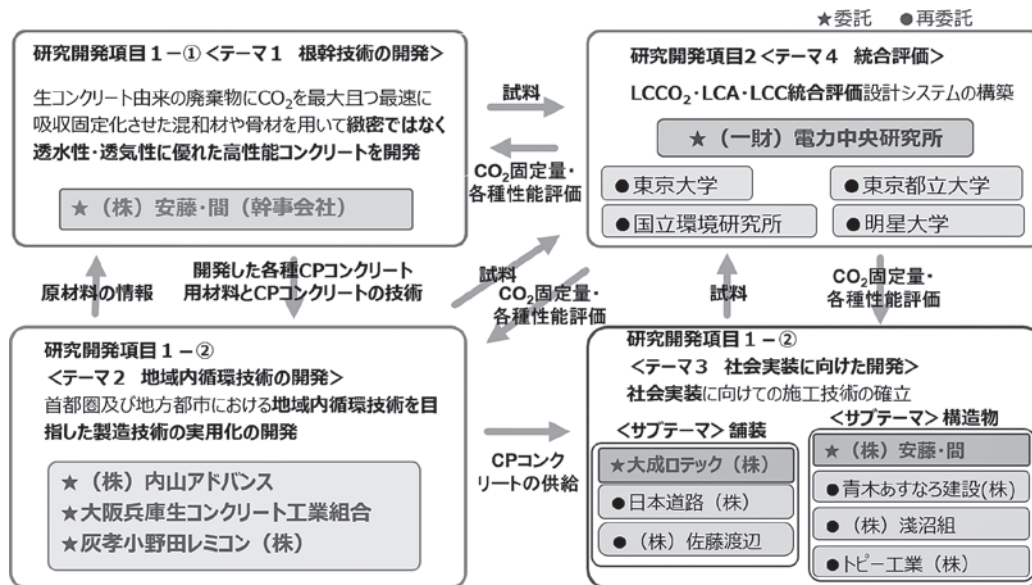 ★委託 ●再委託
研究開発項目1－①＜テーマ1 根幹技術の開発＞
生コンクリート由来の廃棄物にCO₂を最大且つ最速に
吸収固定化させた混和材や骨材を用いて緻密ではなく
透水性・透気性に優れた高性能コンクリートを開発
★（株）安藤・間（幹事会社）
試料
CO₂固定量・
各種性能評価
研究開発項目2＜テーマ4 統合評価＞
LCCO₂・LCA・LCC統合評価設計システムの構築
★（一財）電力中央研究所
●東京大学
●東京都立大学
●国立環境研究所
●明星大学
原材料の情報
開発した各種CPコンクリート
用材料とCPコンクリートの技術
試料
CO₂固定量・
各種性能評価
試料
CO₂固定量・
各種性能評価
研究開発項目1－②
＜テーマ2 地域内循環技術の開発＞
首都圏及び地方都市における地域内循環技術を目
指した製造技術の実用化の開発
★（株）内山アドバンス
★大阪兵庫生コンクリート工業組合
★灰孝小野田レミコン（株）
CPコンク
リートの供給
研究開発項目1－②
＜テーマ3 社会実装に向けた開発＞
社会実装に向けての施工技術の確立
＜サブテーマ＞舗装
★大成ロテック（株）
●日本道路（株）
●（株）佐藤渡辺
＜サブテーマ＞構造物
★（株）安藤・間
●青木あすなろ建設(株)
●（株）淺沼組
●トピー工業（株）